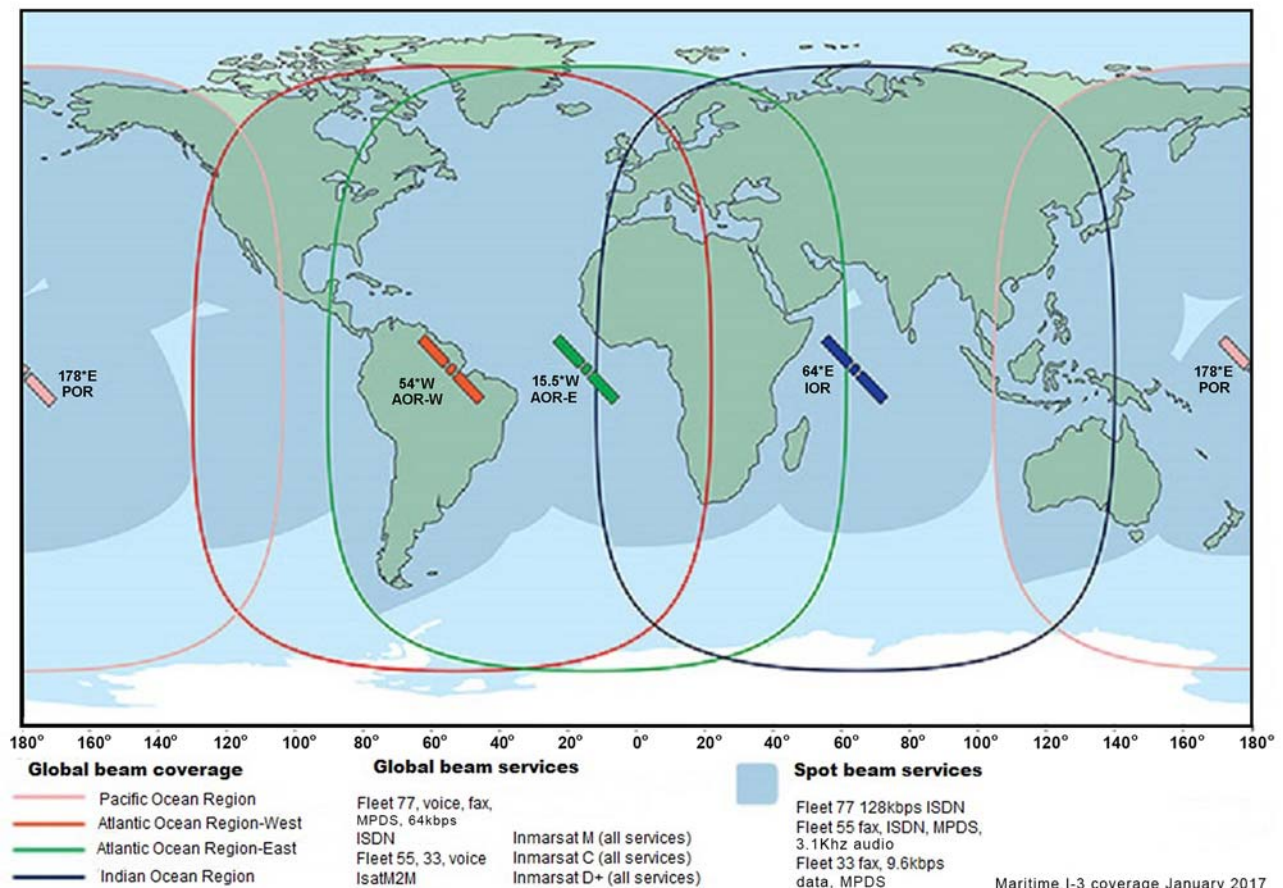 178*E
POR
54*W
AOR-W
15.5*W
AOR-E
64*E
IOR
178*E
POR
180° 160° 140° 120° 100° 80° 60° 40° 20° 0° 20° 40° 60° 80° 100° 120° 140° 160° 180°
Global beam coverage
Pacific Ocean Region
Atlantic Ocean Region-West
Atlantic Ocean Region-East
Indian Ocean Region
Global beam services
Fleet 77, voice, fax,
MPDS, 64kbps
ISDN
Fleet 55, 33, voice
IsatM2M
Inmarsat M (all services)
Inmarsat C (all services)
Inmarsat D+ (all services)
Spot beam services
Fleet 77 128kbps ISDN
Fleet 55 fax, ISDN, MPDS,
3.1Khz audio
Fleet 33 fax, 9.6kbps
data, MPDS
Maritime I-3 coverage January 2017